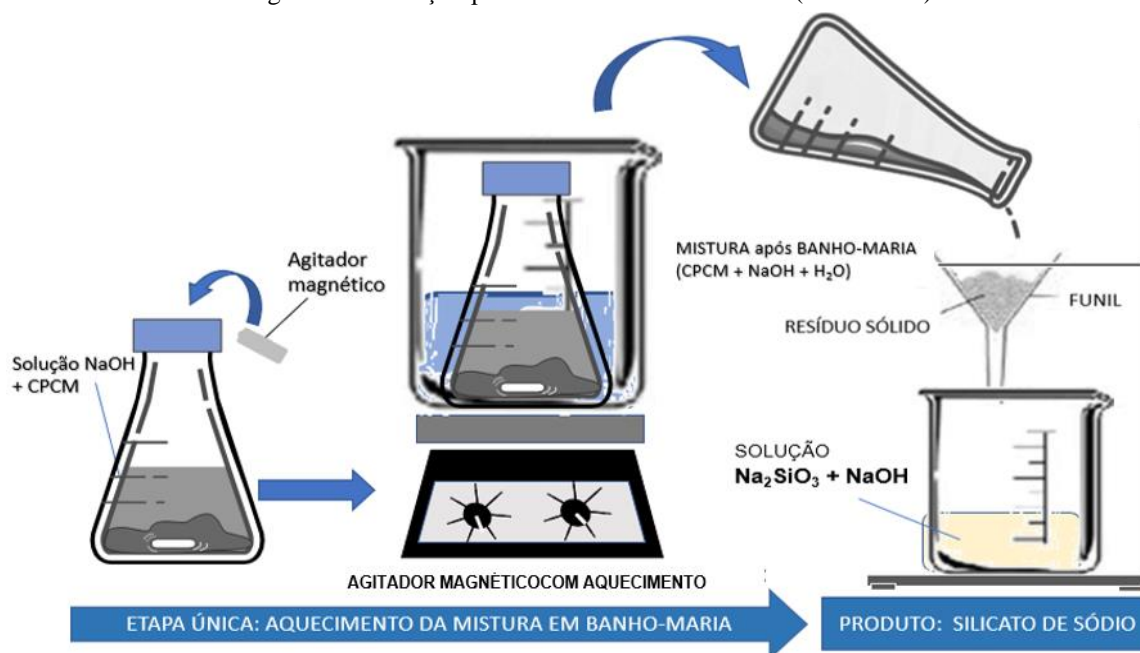 Agitador
magnético
Solução NaOH
+ CPCM
MISTURA após BANHO-MARIA
(CPCM + NaOH + H₂O)
FUNIL
RESÍDUO SÓLIDO
SOLUÇÃO
Na₂SiO₃ + NaOH
AGITADOR MAGNÉTICOCOM AQUECIMENTO
ETAPA ÚNICA: AQUECIMENTO DA MISTURA EM BANHO-MARIA
PRODUTO: SILICATO DE SÓDIO